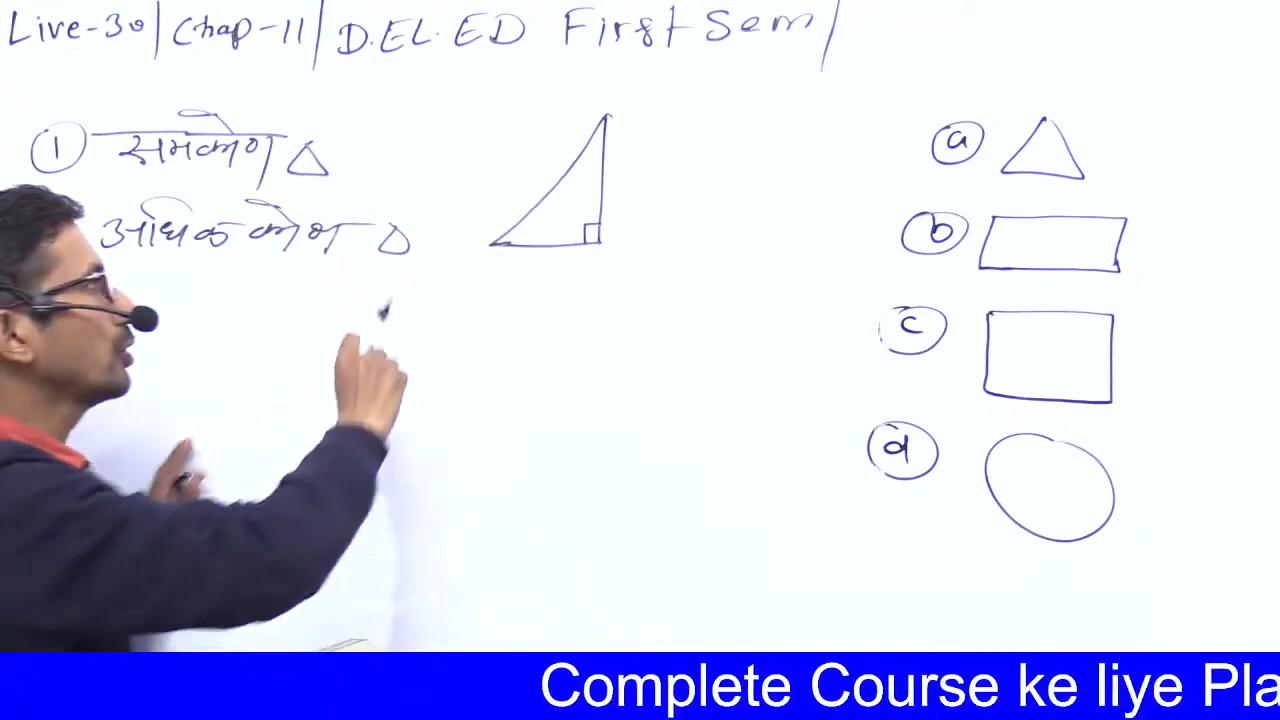 Live-30/Chap-11/D.EL.ED First Sem/
① समकोण △
अधिक कोण △
ⓐ
ⓑ
ⓒ
ⓓ
Complete Course ke liye Pla